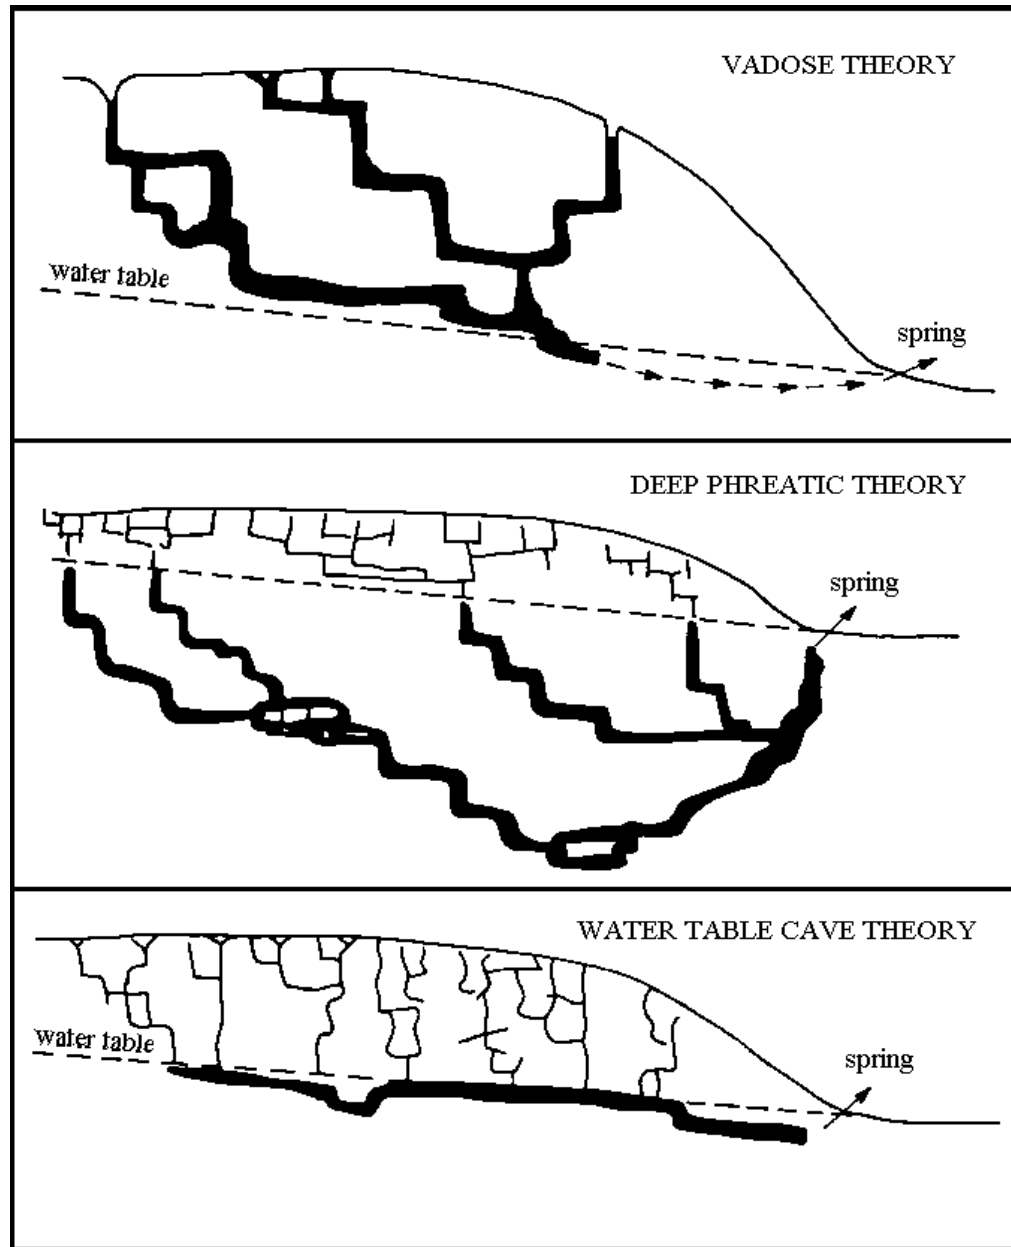 VADOSE THEORY
water table
spring
DEEP PHREATIC THEORY
spring
WATER TABLE CAVE THEORY
water table
spring